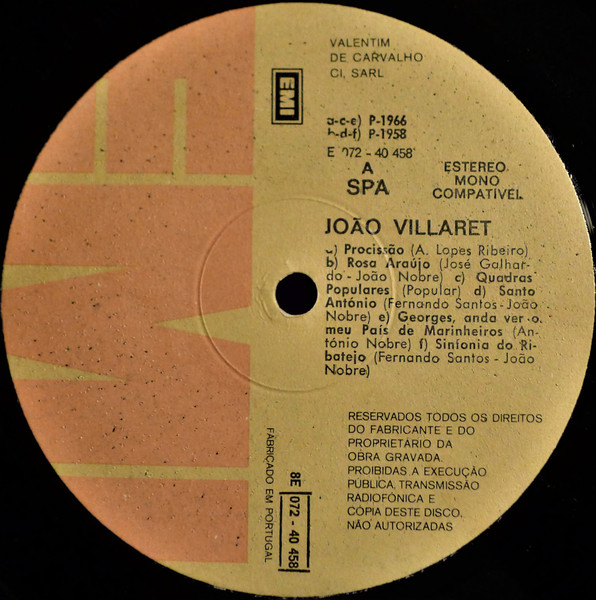 VALENTIM
DE CARVALHO
CI, SARL
EMI
a-c-e) P-1966
b-d-f) P-1958
E 072 - 40 458
A
SPA
ESTEREO
MONO
COMPATIVEL
JOÃO VILLARET
a) Procissão (A. Lopes Ribeiro)
b) Rosa Araújo (José Galhar-
do - João Nobre) c) Quadras
Populares (Popular) d) Santo
António (Fernando Santos - João
Nobre) e) Georges, anda ver o
meu País de Marinheiros (An-
tónio Nobre) f) Sinfonia do Ri-
batejo (Fernando Santos - João
Nobre)
RESERVADOS TODOS OS DIREITOS
DO FABRICANTE E DO
PROPRIETÁRIO DA
OBRA GRAVADA.
PROIBIDAS A EXECUÇÃO
PÚBLICA, TRANSMISSÃO
RADIOFÓNICA E
CÓPIA DESTE DISCO,
NÃO AUTORIZADAS
8E 072 - 40 458
FABRICADO EM PORTUGAL
EMI